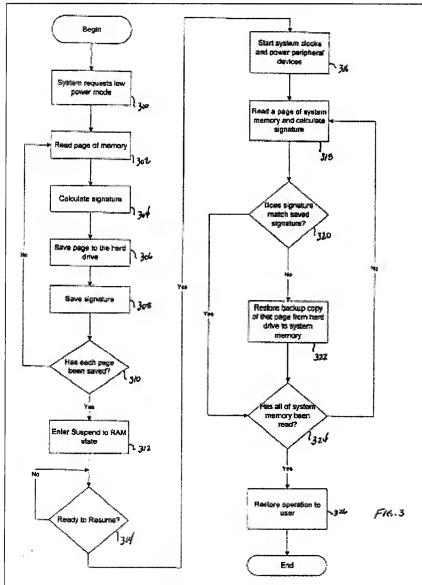 Begin
System requests low
power mode
300
Read page of memory
302
Calculate signature
304
Save page to the hard
drive
306
Save signature
308
Has each page
been saved?
310
No
Yes
Enter Suspend to RAM
state
312
No
Ready to Resume?
314
Yes
Start system clocks
and power peripheral
devices
316
Read a page of system
memory and calculate
signature
318
Does signature
match saved
signature?
320
No
Yes
No
Restore backup copy
of that page from hard
drive to system
memory
322
Has all of system
memory been
read?
324
Yes
Restore operation to
user
326
End
FIG. 3